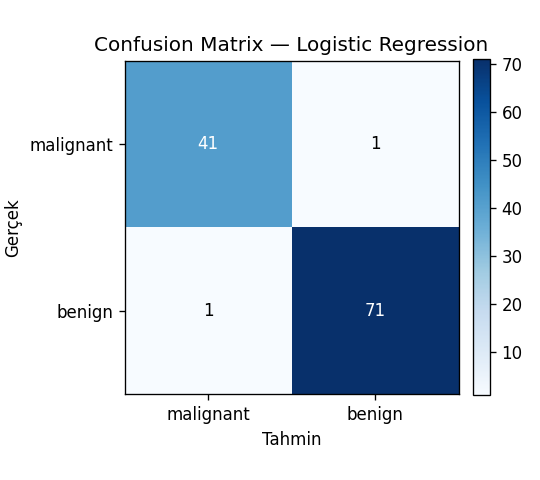 Confusion Matrix — Logistic Regression
malignant
41
1
benign
1
71
malignant
benign
Tahmin
Gerçek
70
60
50
40
30
20
10